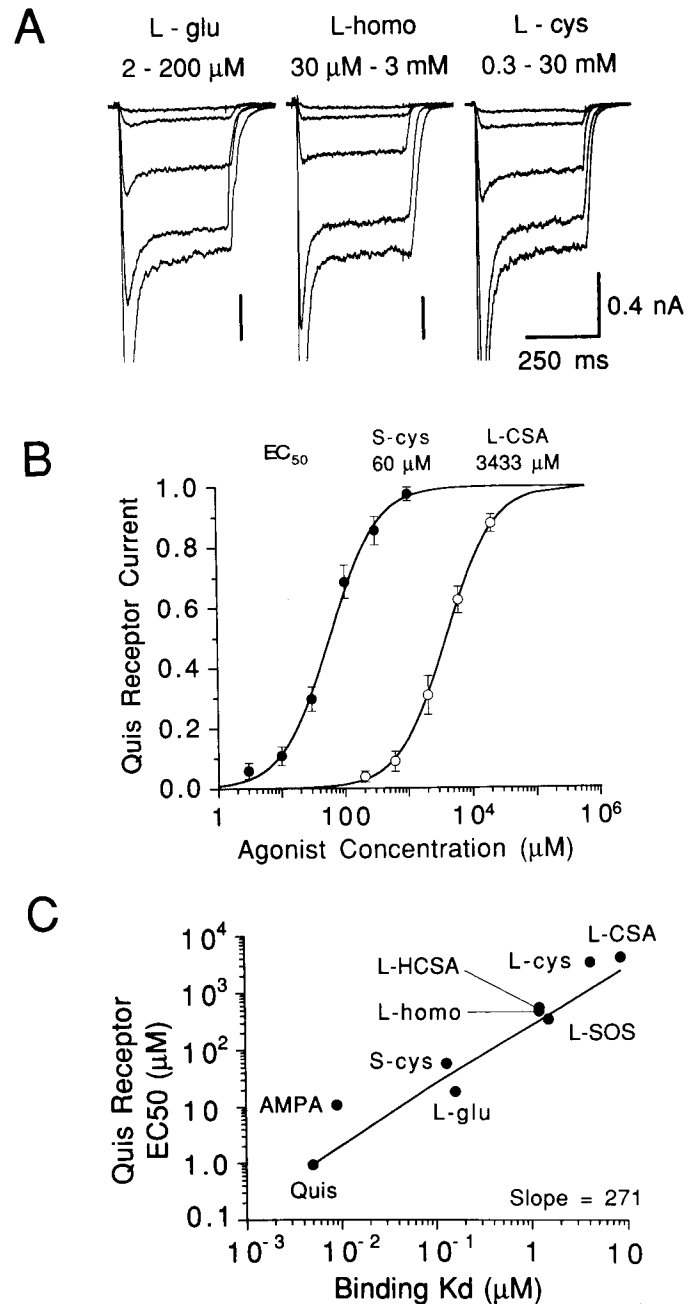 A
L - glu L-homo L - cys
2 - 200 μM 30 μM - 3 mM 0.3 - 30 mM
0.4 nA
250 ms
B
EC50 S-cys L-CSA
60 μM 3433 μM
Quis Receptor Current
1.0
0.8
0.6
0.4
0.2
0.0
1 100 10^4 10^6
Agonist Concentration (μM)
C
Quis Receptor
EC50 (μM)
10^4
10^3
10^2
10
1.0
0.1
L-CSA
L-HCSA L-cys
L-homo
L-SOS
S-cys
AMPA
L-glu
Quis
Slope = 271
10^-3 10^-2 10^-1 1 10
Binding Kd (μM)